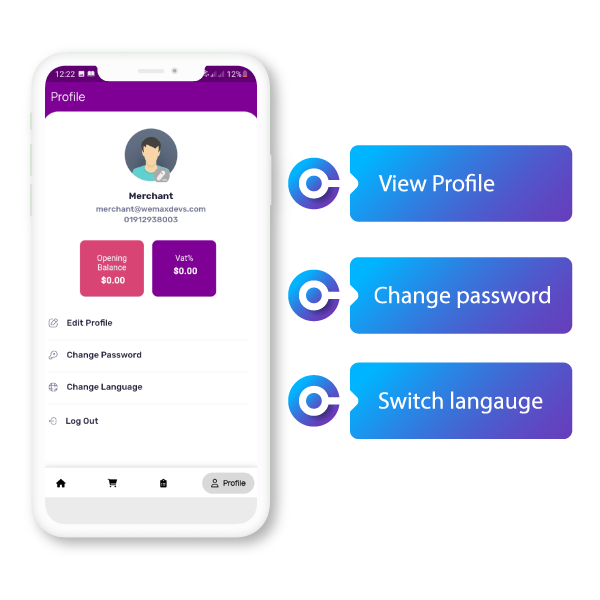 12:22
12%
Profile
Merchant
merchant@wemaxdevs.com
01912938003
Opening
Balance
$0.00
Vat%
$0.00
Edit Profile
Change Password
Change Language
Log Out
Profile
View Profile
Change password
Switch langauge